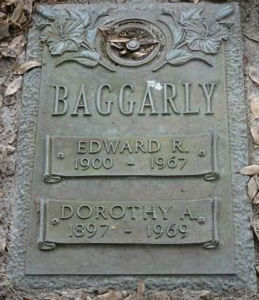 BAGGARLY
EDWARD R.
1900 - 1967
DOROTHY A.
1897 - 1969